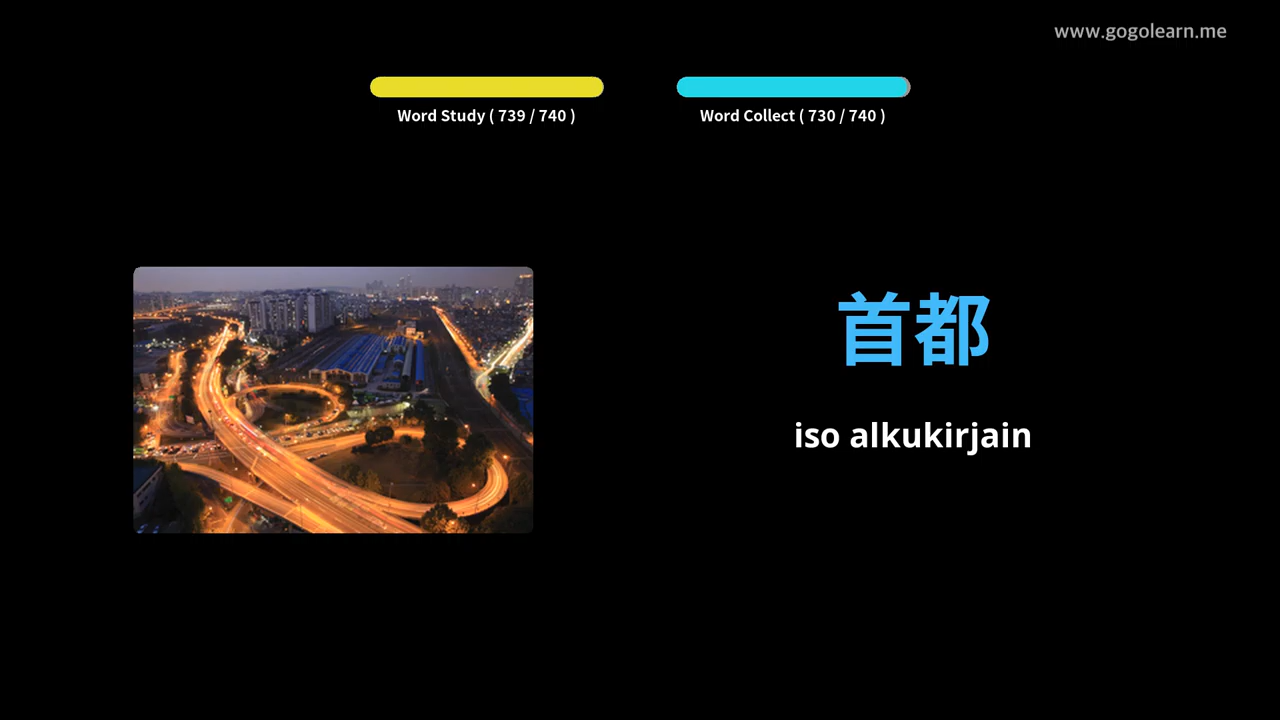 www.gogolearn.me
Word Study ( 739 / 740 )
Word Collect ( 730 / 740 )
首都
iso alkukirjain